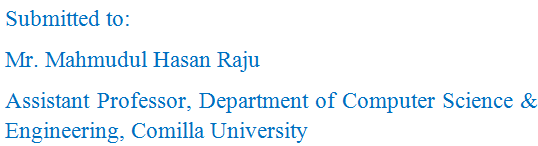 Submitted to:
Mr. Mahmudul Hasan Raju
Assistant Professor, Department of Computer Science &
Engineering, Comilla University